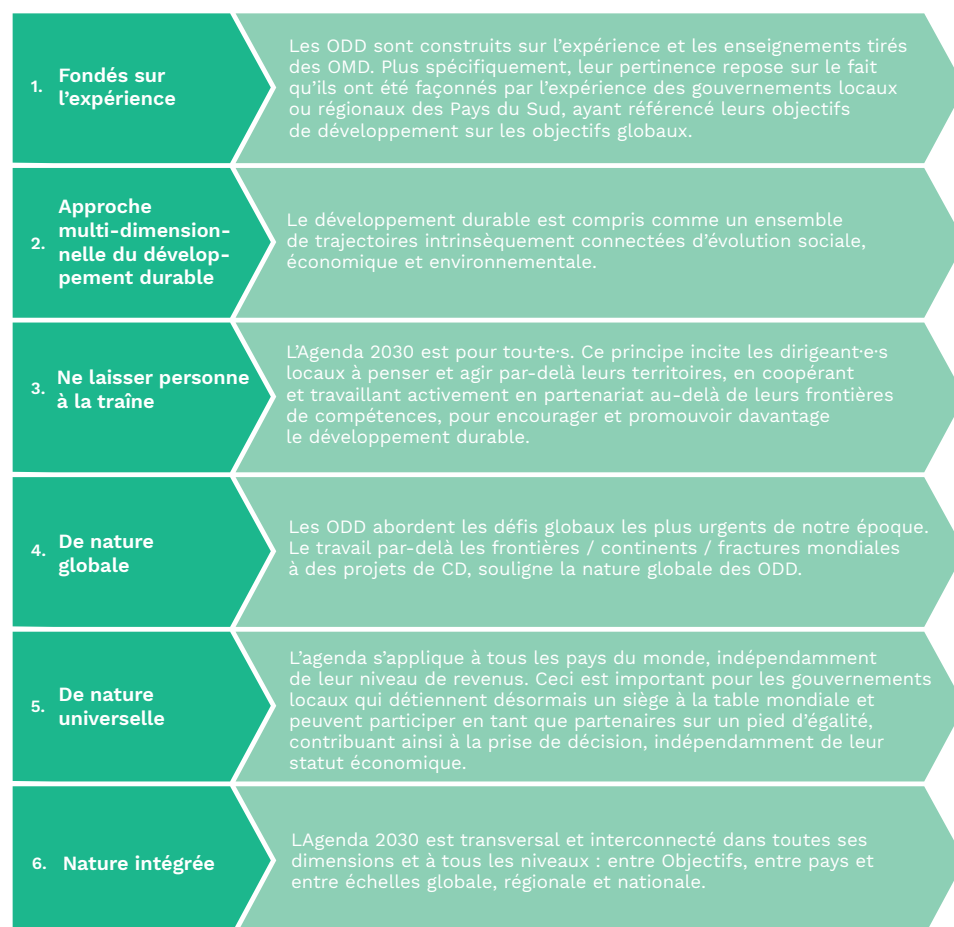 1. Fondés sur
l'expérience
Les ODD sont construits sur l'expérience et les enseignements tirés
des OMD. Plus spécifiquement, leur pertinence repose sur le fait
qu'ils ont été façonnés par l'expérience des gouvernements locaux
ou régionaux des Pays du Sud, ayant référencé leurs objectifs
de développement sur les objectifs globaux.
2. Approche
multi-dimension-
nelle du dévelop-
pement durable
Le développement durable est compris comme un ensemble
de trajectoires intrinsèquement connectées d'évolution sociale,
économique et environnementale.
3. Ne laisser personne
à la traîne
L'Agenda 2030 est pour tou·te·s. Ce principe incite les dirigeant·e·s
locaux à penser et agir par-delà leurs territoires, en coopérant
et travaillant activement en partenariat au-delà de leurs frontières
de compétences, pour encourager et promouvoir davantage
le développement durable.
4. De nature
globale
Les ODD abordent les défis globaux les plus urgents de notre époque.
Le travail par-delà les frontières / continents / fractures mondiales
à des projets de CD, souligne la nature globale des ODD.
5. De nature
universelle
L'agenda s'applique à tous les pays du monde, indépendamment
de leur niveau de revenus. Ceci est important pour les gouvernements
locaux qui détiennent désormais un siège à la table mondiale et
peuvent participer en tant que partenaires sur un pied d'égalité,
contribuant ainsi à la prise de décision, indépendamment de leur
statut économique.
6. Nature intégrée
LAgenda 2030 est transversal et interconnecté dans toutes ses
dimensions et à tous les niveaux : entre Objectifs, entre pays et
entre échelles globale, régionale et nationale.